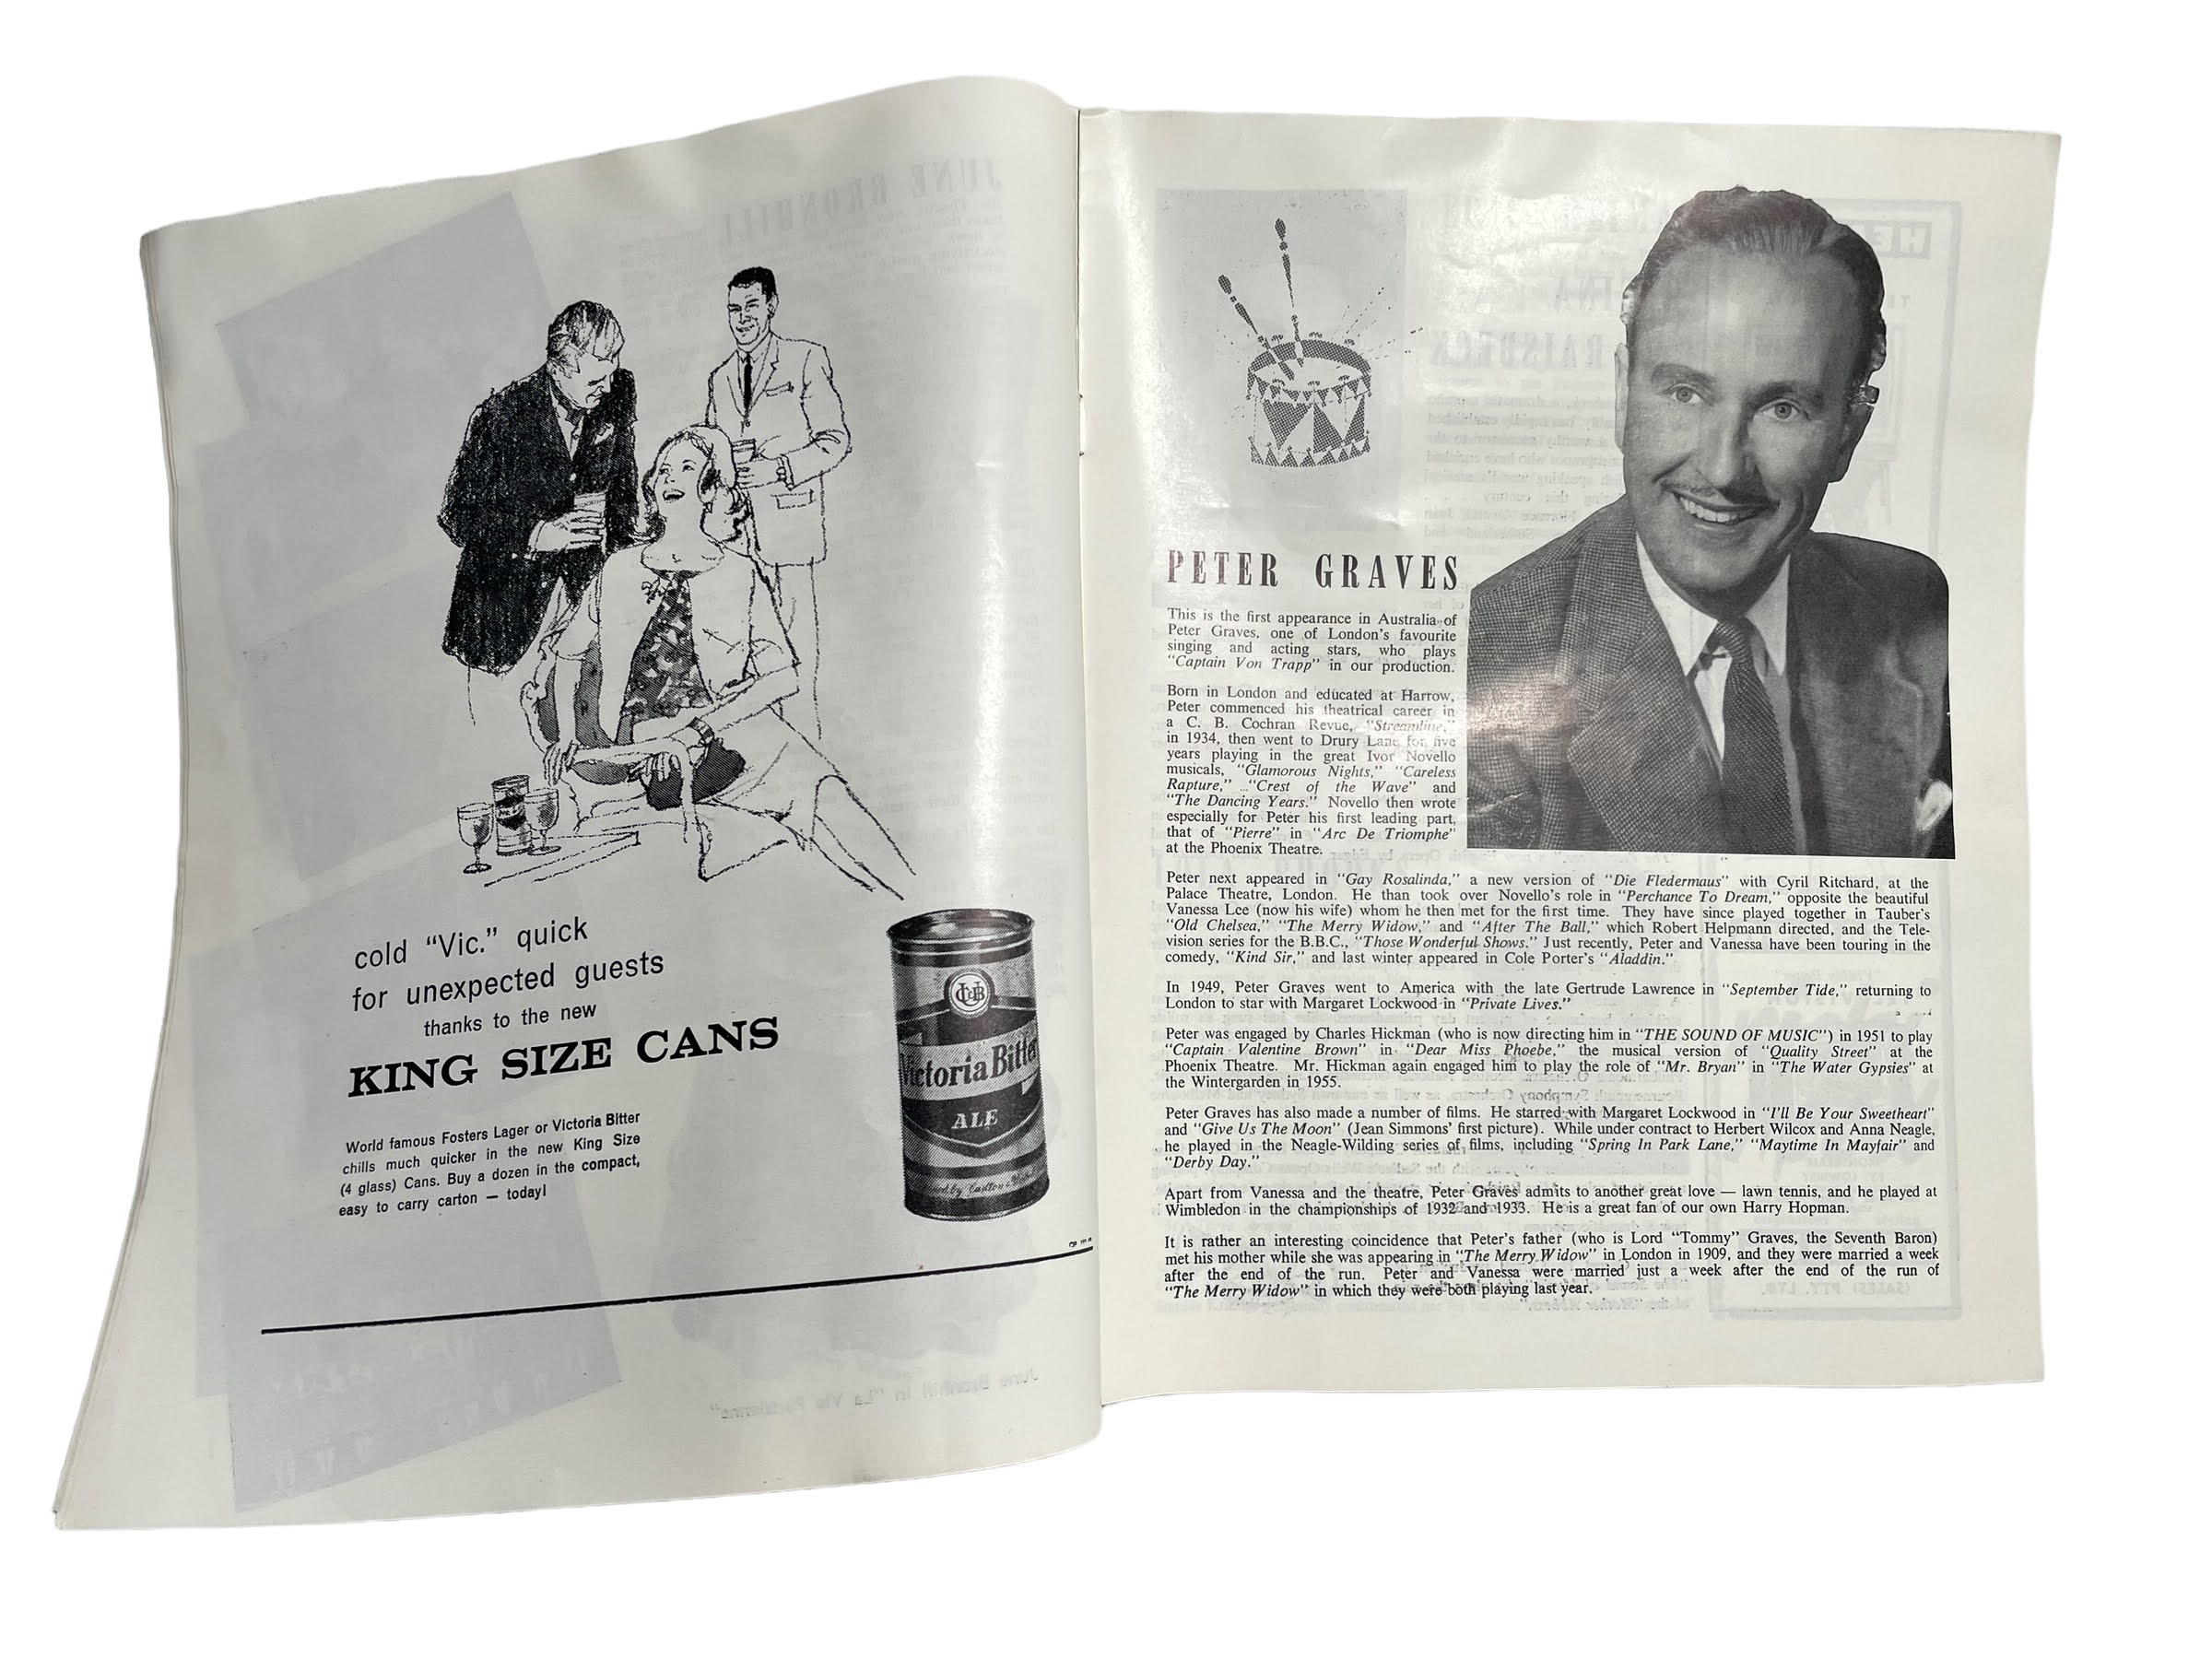 cold “Vic.” quick
for unexpected guests
thanks to the new
KING SIZE CANS
World famous Fosters Lager or Victoria Bitter
chills much quicker in the new King Size
(4 glass) Cans. Buy a dozen in the compact,
easy to carry carton — today!
CUB
Victoria Bitter
ALE
PETER GRAVES
This is the first appearance in Australia of
Peter Graves, one of London's favourite
singing and acting stars, who plays
“Captain Von Trapp” in our production.
Born in London and educated at Harrow,
Peter commenced his theatrical career in
a C. B. Cochran Revue, “Streamline,”
in 1934, then went to Drury Lane for five
years playing in the great Ivor Novello
musicals, “Glamorous Nights,” “Careless
Rapture,” “Crest of the Wave” and
“The Dancing Years.” Novello then wrote
especially for Peter his first leading part,
that of “Pierre” in “Arc De Triomphe”
at the Phoenix Theatre.
Peter next appeared in “Gay Rosalinda,” a new version of “Die Fledermaus” with Cyril Ritchard, at the
Palace Theatre, London. He than took over Novello's role in “Perchance To Dream,” opposite the beautiful
Vanessa Lee (now his wife) whom he then met for the first time. They have since played together in Tauber's
“Old Chelsea,” “The Merry Widow,” and “After The Ball,” which Robert Helpmann directed, and the Tele-
vision series for the B.B.C., “Those Wonderful Shows.” Just recently, Peter and Vanessa have been touring in the
comedy, “Kind Sir,” and last winter appeared in Cole Porter's “Aladdin.”
In 1949, Peter Graves went to America with the late Gertrude Lawrence in “September Tide,” returning to
London to star with Margaret Lockwood in “Private Lives.”
Peter was engaged by Charles Hickman (who is now directing him in “THE SOUND OF MUSIC”) in 1951 to play
“Captain Valentine Brown” in “Dear Miss Phoebe,” the musical version of “Quality Street” at the
Phoenix Theatre. Mr. Hickman again engaged him to play the role of “Mr. Bryan” in “The Water Gypsies” at
the Wintergarden in 1955.
Peter Graves has also made a number of films. He starred with Margaret Lockwood in “I'll Be Your Sweetheart”
and “Give Us The Moon” (Jean Simmons' first picture). While under contract to Herbert Wilcox and Anna Neagle,
he played in the Neagle-Wilding series of films, including “Spring In Park Lane,” “Maytime In Mayfair” and
“Derby Day.”
Apart from Vanessa and the theatre, Peter Graves admits to another great love — lawn tennis, and he played at
Wimbledon in the championships of 1932 and 1933. He is a great fan of our own Harry Hopman.
It is rather an interesting coincidence that Peter's father (who is Lord “Tommy” Graves, the Seventh Baron)
met his mother while she was appearing in “The Merry Widow” in London in 1909, and they were married a week
after the end of the run. Peter and Vanessa were married just a week after the end of the run of
“The Merry Widow” in which they were both playing last year.